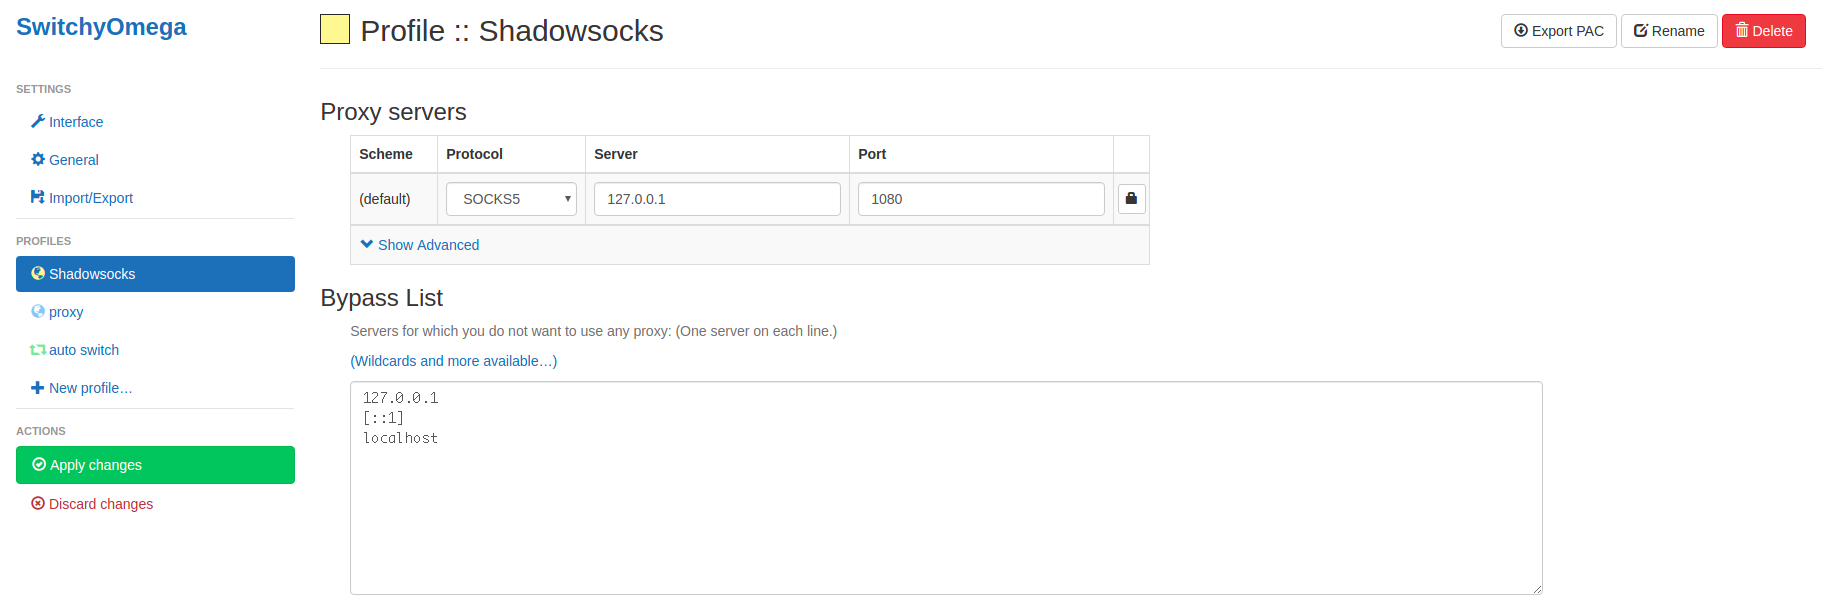 SwitchyOmega
SETTINGS
Interface
General
Import/Export
PROFILES
Shadowsocks
proxy
auto switch
New profile…
ACTIONS
Apply changes
Discard changes
Profile :: Shadowsocks
Export PAC
Rename
Delete
Proxy servers
Scheme Protocol Server Port
(default) SOCKS5 127.0.0.1 1080
Show Advanced
Bypass List
Servers for which you do not want to use any proxy: (One server on each line.)
(Wildcards and more available…)
127.0.0.1
[::1]
localhost